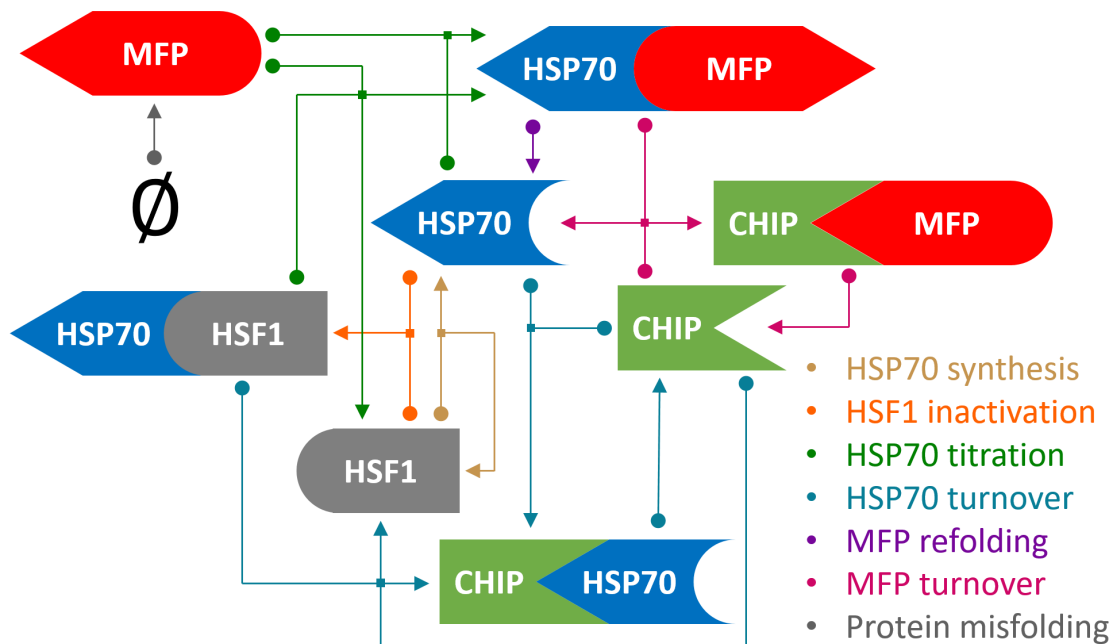 MFP
HSP70 MFP
Ø
HSP70
CHIP MFP
HSP70 HSF1
CHIP
HSF1
CHIP HSP70
• HSP70 synthesis
• HSF1 inactivation
• HSP70 titration
• HSP70 turnover
• MFP refolding
• MFP turnover
• Protein misfolding